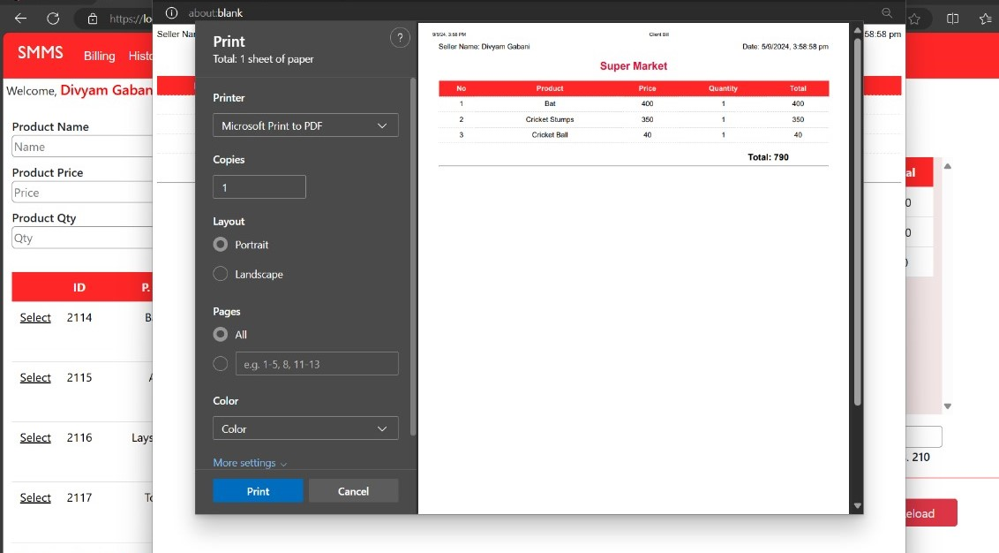 about:blank
https://lo
SMMS Billing Histo
Welcome, Divyam Gaban
Product Name
Name
Product Price
Price
Product Qty
Qty
ID P.
Select 2114 B
Select 2115 A
Select 2116 Lays
Select 2117 To
Seller Nar
58:58 pm
Print
Total: 1 sheet of paper
?
Printer
Microsoft Print to PDF
Copies
1
Layout
Portrait
Landscape
Pages
All
e.g. 1-5, 8, 11-13
Color
Color
More settings
Print Cancel
9/5/24, 3:58 PM Client Bill
Seller Name: Divyam Gabani Date: 5/9/2024, 3:58:58 pm
Super Market
No Product Price Quantity Total
1 Bat 400 1 400
2 Cricket Stumps 350 1 350
3 Cricket Ball 40 1 40
Total: 790
al
0
0
. 210
eload